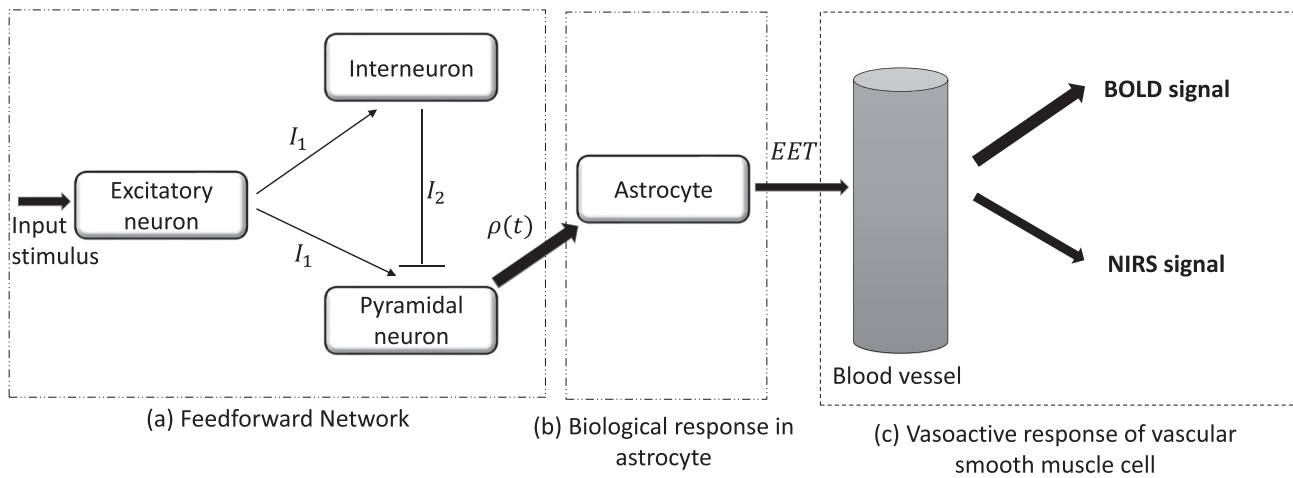 Interneuron
I₁
Excitatory
neuron
Input
stimulus
I₂
I₁
Pyramidal
neuron
ρ(t)
Astrocyte
EET
BOLD signal
NIRS signal
Blood vessel
(a) Feedforward Network
(b) Biological response in
astrocyte
(c) Vasoactive response of vascular
smooth muscle cell